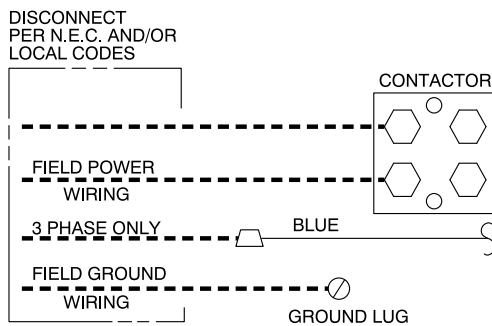 DISCONNECT
PER N.E.C. AND/OR
LOCAL CODES
CONTACTOR
FIELD POWER
WIRING
3 PHASE ONLY
BLUE
FIELD GROUND
WIRING
GROUND LUG